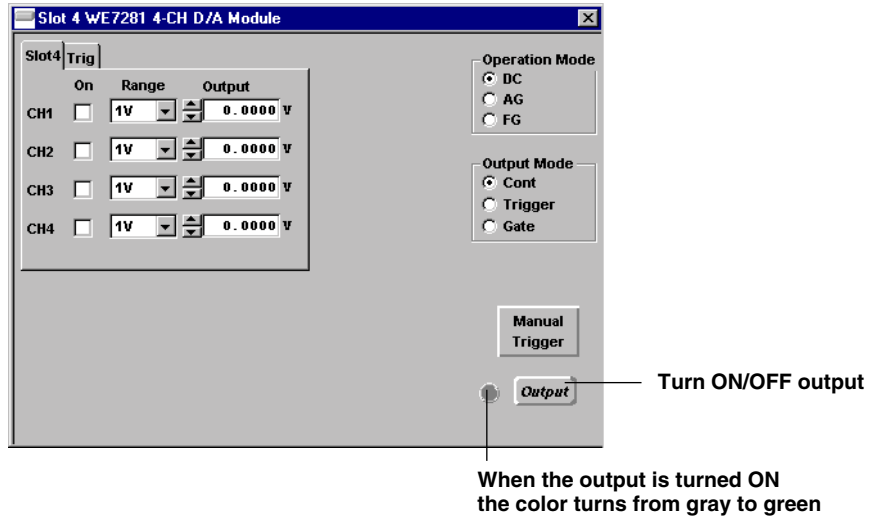 Slot 4 WE7281 4-CH D/A Module
Slot4 Trig
On Range Output
CH1 1V 0.0000 V
CH2 1V 0.0000 V
CH3 1V 0.0000 V
CH4 1V 0.0000 V
Operation Mode
DC
AG
FG
Output Mode
Cont
Trigger
Gate
Manual
Trigger
Output
Turn ON/OFF output
When the output is turned ON
the color turns from gray to green